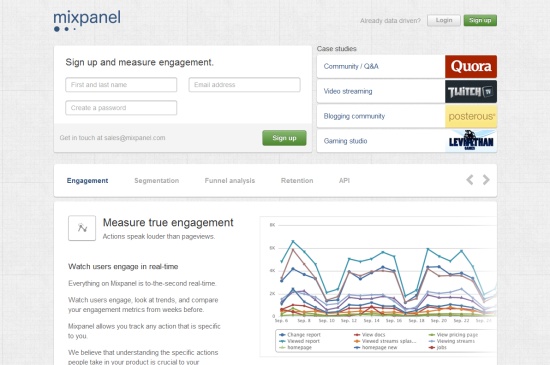 mixpanel
Already data driven? Login Sign up
Sign up and measure engagement.
First and last name
Email address
Create a password
Get in touch at sales@mixpanel.com
Sign up
Case studies
Community / Q&A
Quora
Video streaming
TWITCH
Blogging community
posterous
Gaming studio
LEVIATHAN
GAMES
Engagement Segmentation Funnel analysis Retention API
Measure true engagement
Actions speak louder than pageviews.
Watch users engage in real-time
Everything on Mixpanel is to-the-second real-time
Watch users engage, look at trends, and compare
your engagement metrics from weeks before.
Mixpanel allows you track any action that is specific
to you.
We believe that understanding the specific actions
people take in your product is crucial to your
8K
6K
4K
2K
0
Sep. 6 Sep. 8 Sep. 10 Sep. 12 Sep. 14 Sep. 16 Sep. 18 Sep. 20 Sep. 22
Change report View docs View pricing page
Viewed report Viewed streams splas... Viewing streams
homepage homepage new jobs